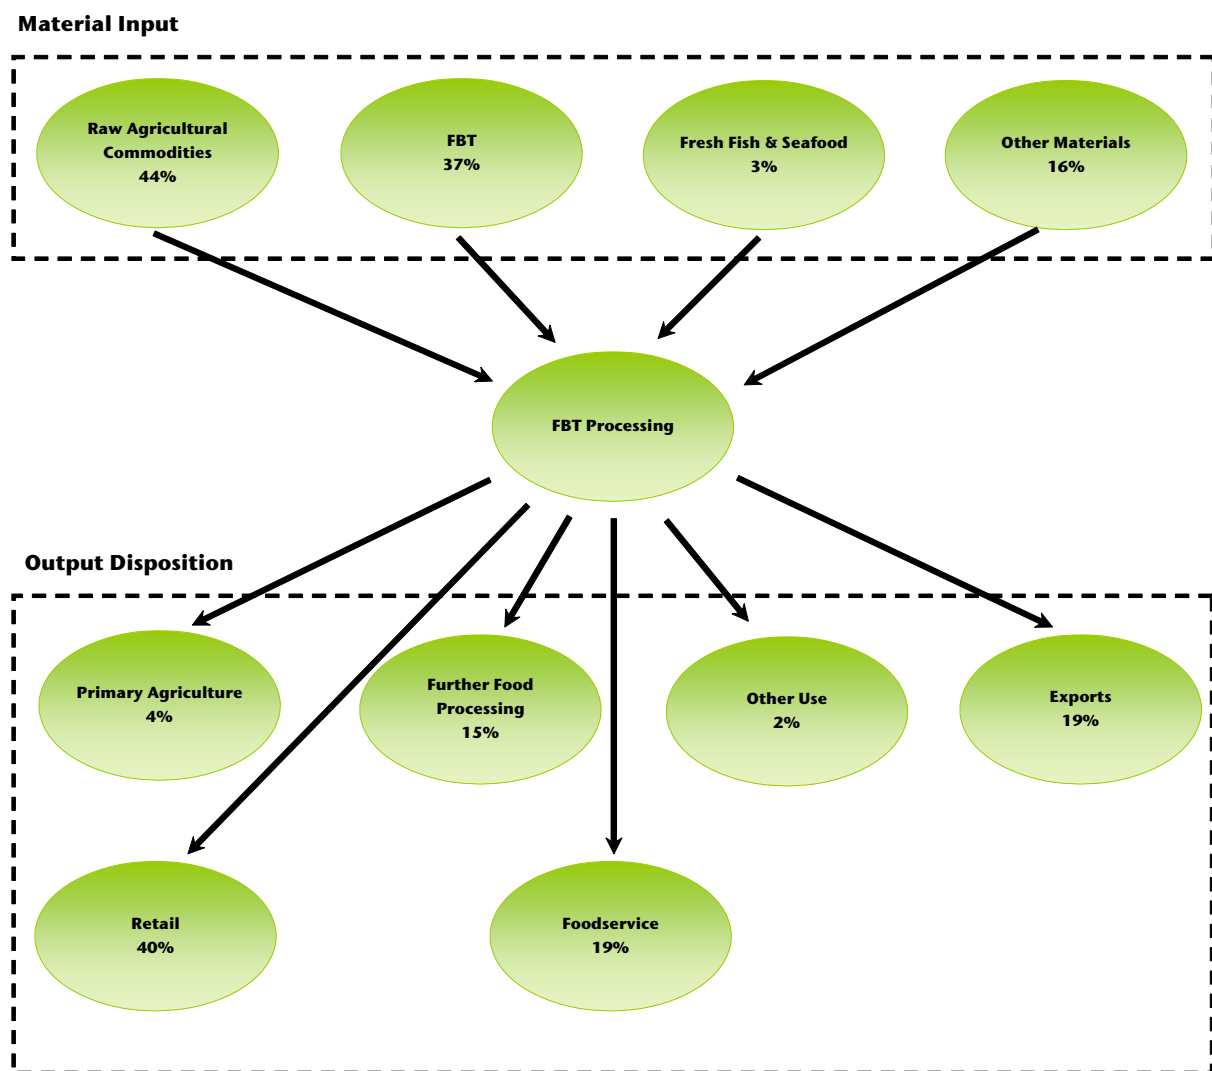 Material Input
Raw Agricultural
Commodities
44%
FBT
37%
Fresh Fish & Seafood
3%
Other Materials
16%
FBT Processing
Output Disposition
Primary Agriculture
4%
Further Food
Processing
15%
Other Use
2%
Exports
19%
Retail
40%
Foodservice
19%